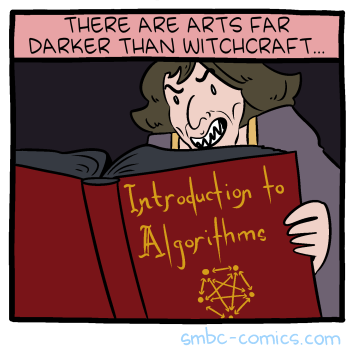 THERE ARE ARTS FAR
DARKER THAN WITCHCRAFT...
Introduction to
Algorithms
smbc-comics.com